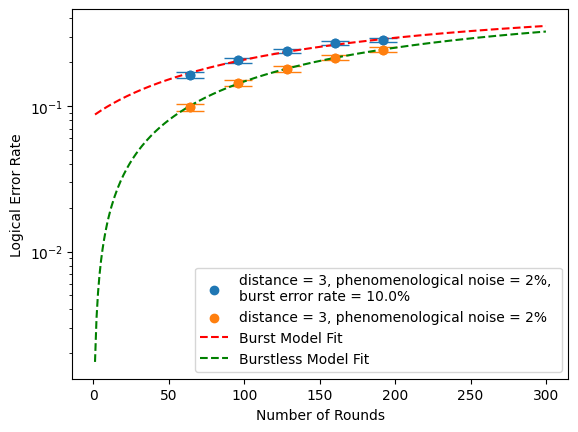 Logical Error Rate
10⁻¹
10⁻²
distance = 3, phenomenological noise = 2%,
burst error rate = 10.0%
distance = 3, phenomenological noise = 2%
Burst Model Fit
Burstless Model Fit
0 50 100 150 200 250 300
Number of Rounds